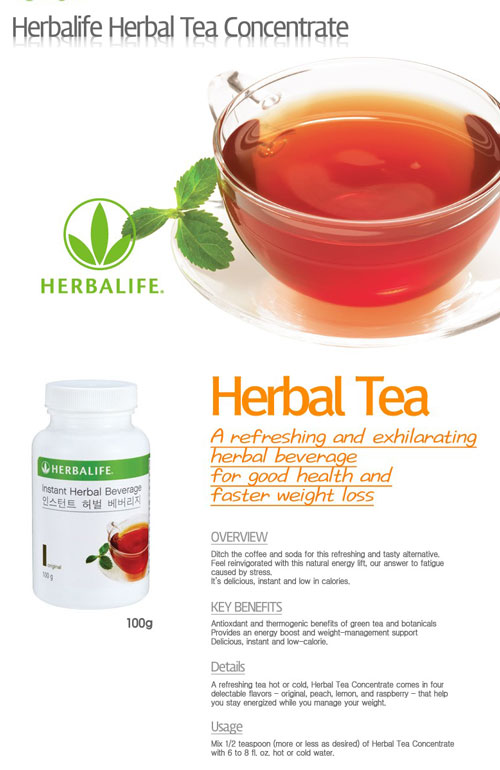 Herbalife Herbal Tea Concentrate
HERBALIFE.
Herbal Tea
A refreshing and exhilarating
herbal beverage
for good health and
faster weight loss
HERBALIFE.
Instant Herbal Beverage
인스턴트 허벌 베버리지
original
100 g
100g
OVERVIEW
Ditch the coffee and soda for this refreshing and tasty alternative.
Feel reinvigorated with this natural energy lift, our answer to fatigue
caused by stress.
It's delicious, instant and low in calories.
KEY BENEFITS
Antioxdant and thermogenic benefits of green tea and botanicals
Provides an energy boost and weight-management support
Delicious, instant and low-calorie.
Details
A refreshing tea hot or cold, Herbal Tea Concentrate comes in four
delectable flavors - original, peach, lemon, and raspberry - that help
you stay energized while you manage your weight.
Usage
Mix 1/2 teaspoon (more or less as desired) of Herbal Tea Concentrate
with 6 to 8 fl. oz. hot or cold water.